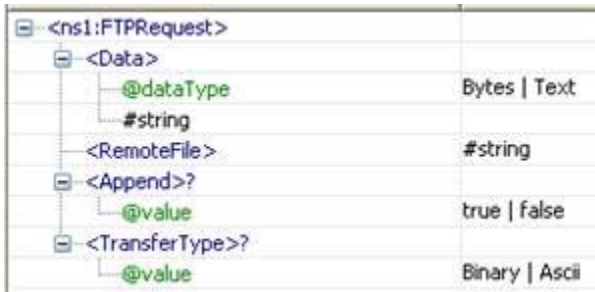 <ns1:FTPRequest>
<Data>
@dataType Bytes | Text
#string
<RemoteFile> #string
<Append>?
@value true | false
<TransferType>?
@value Binary | Ascii